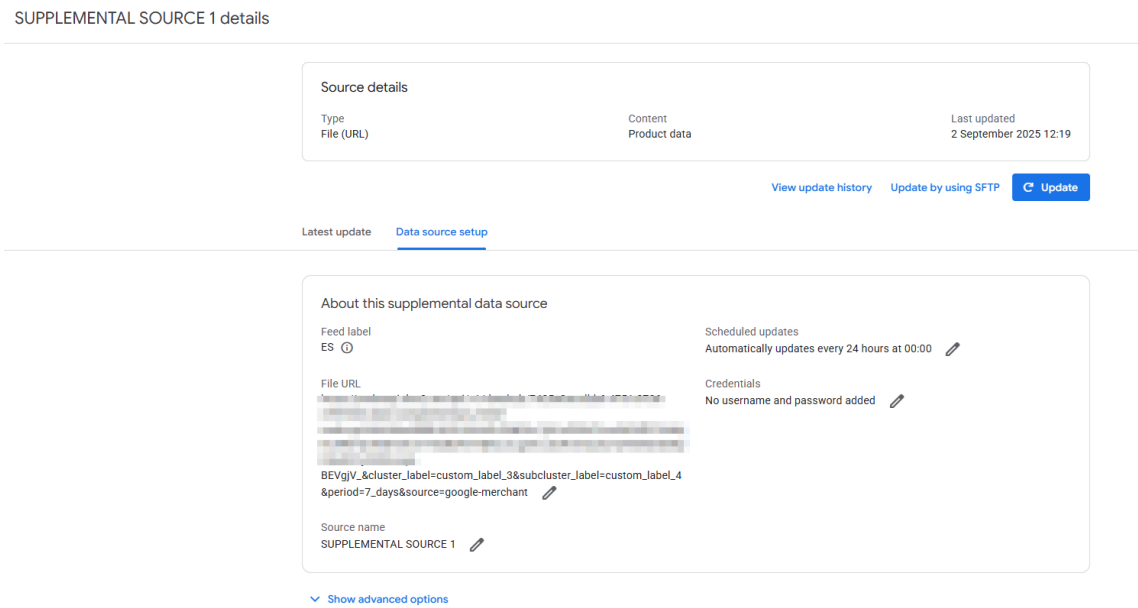 SUPPLEMENTAL SOURCE 1 details
Source details
Type
File (URL)
Content
Product data
Last updated
2 September 2025 12:19
View update history
Update by using SFTP
Update
Latest update
Data source setup
About this supplemental data source
Feed label
ES
Scheduled updates
Automatically updates every 24 hours at 00:00
File URL
BEVgjV_&cluster_label=custom_label_3&subcluster_label=custom_label_4
&period=7_days&source=google-merchant
Credentials
No username and password added
Source name
SUPPLEMENTAL SOURCE 1
Show advanced options